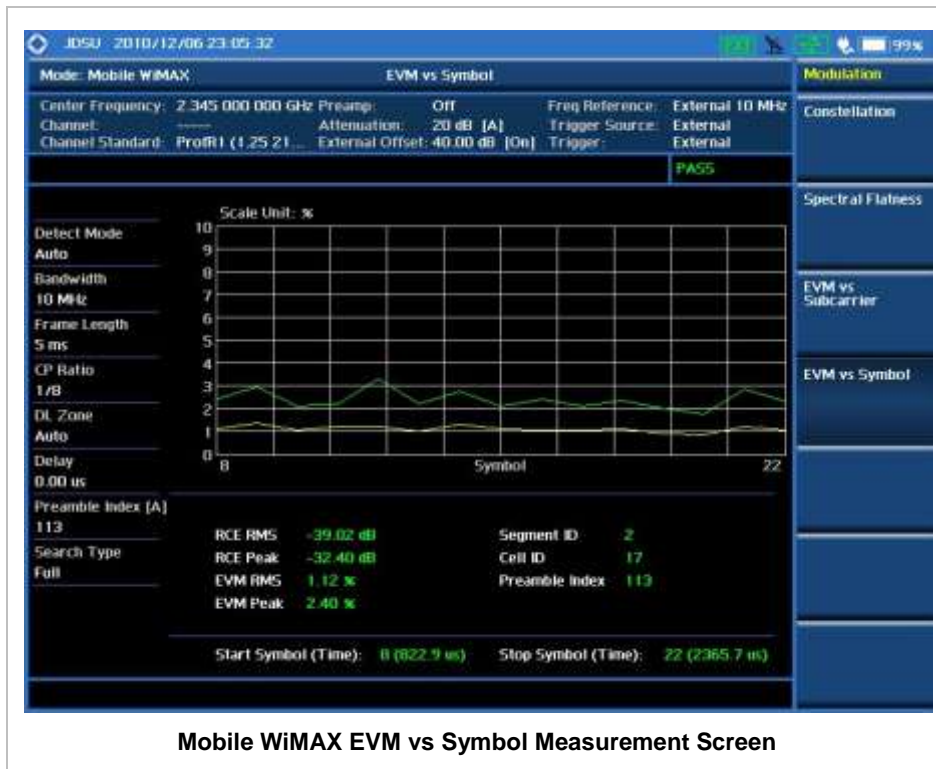 JDSU 2010/12/06 23:05:32
99%
Mode: Mobile WiMAX EVM vs Symbol
Modulation
Center Frequency: 2.345 000 000 GHz Preamp: Off Freq Reference: External 10 MHz
Channel: ----- Attenuation: 20 dB [A] Trigger Source: External
Channel Standard: ProfR1 (1.25 21... External Offset: 40.00 dB [On] Trigger: External
PASS
Constellation
Spectral Flatness
EVM vs
Subcarrier
EVM vs Symbol
Detect Mode
Auto
Bandwidth
10 MHz
Frame Length
5 ms
CP Ratio
1/8
DL Zone
Auto
Delay
0.00 us
Preamble Index [A]
113
Search Type
Full
Scale Unit: %
10
9
8
7
6
5
4
3
2
1
0
8 Symbol 22
RCE RMS -39.02 dB Segment ID 2
RCE Peak -32.40 dB Cell ID 17
EVM RMS 1.12 % Preamble Index 113
EVM Peak 2.40 %
Start Symbol (Time): 8 (822.9 us) Stop Symbol (Time): 22 (2365.7 us)
Mobile WiMAX EVM vs Symbol Measurement Screen